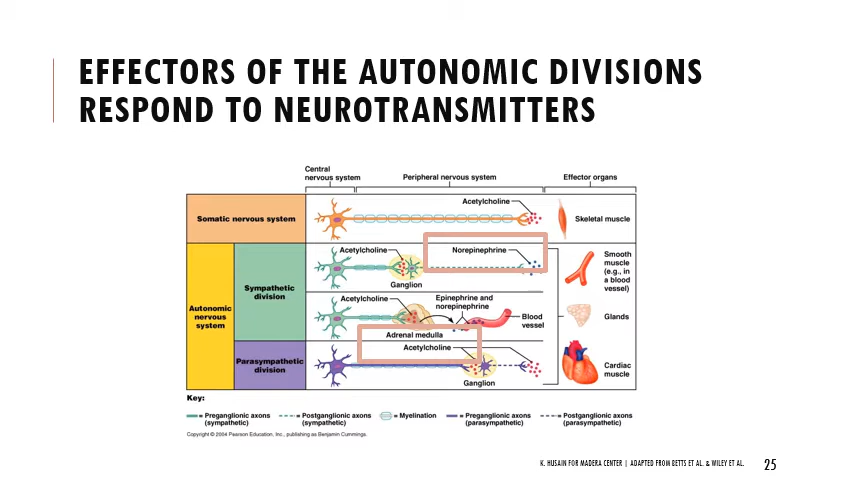 EFFECTORS OF THE AUTONOMIC DIVISIONS
RESPOND TO NEUROTRANSMITTERS
Central
nervous system
Peripheral nervous system
Effector organs
Somatic nervous system
Acetylcholine
Skeletal muscle
Autonomic
nervous
system
Sympathetic
division
Acetylcholine
Norepinephrine
Ganglion
Smooth
muscle
(e.g., in
a blood
vessel)
Acetylcholine
Epinephrine and
norepinephrine
Blood
vessel
Adrenal medulla
Glands
Parasympathetic
division
Acetylcholine
Ganglion
Cardiac
muscle
Key:
= Preganglionic axons
(sympathetic)
= Postganglionic axons
(sympathetic)
= Myelination
= Preganglionic axons
(parasympathetic)
= Postganglionic axons
(parasympathetic)
Copyright © 2004 Pearson Education, Inc., publishing as Benjamin Cummings.
K. HUSAIN FOR MADERA CENTER | ADAPTED FROM BETTS ET AL. & WILEY ET AL.
25